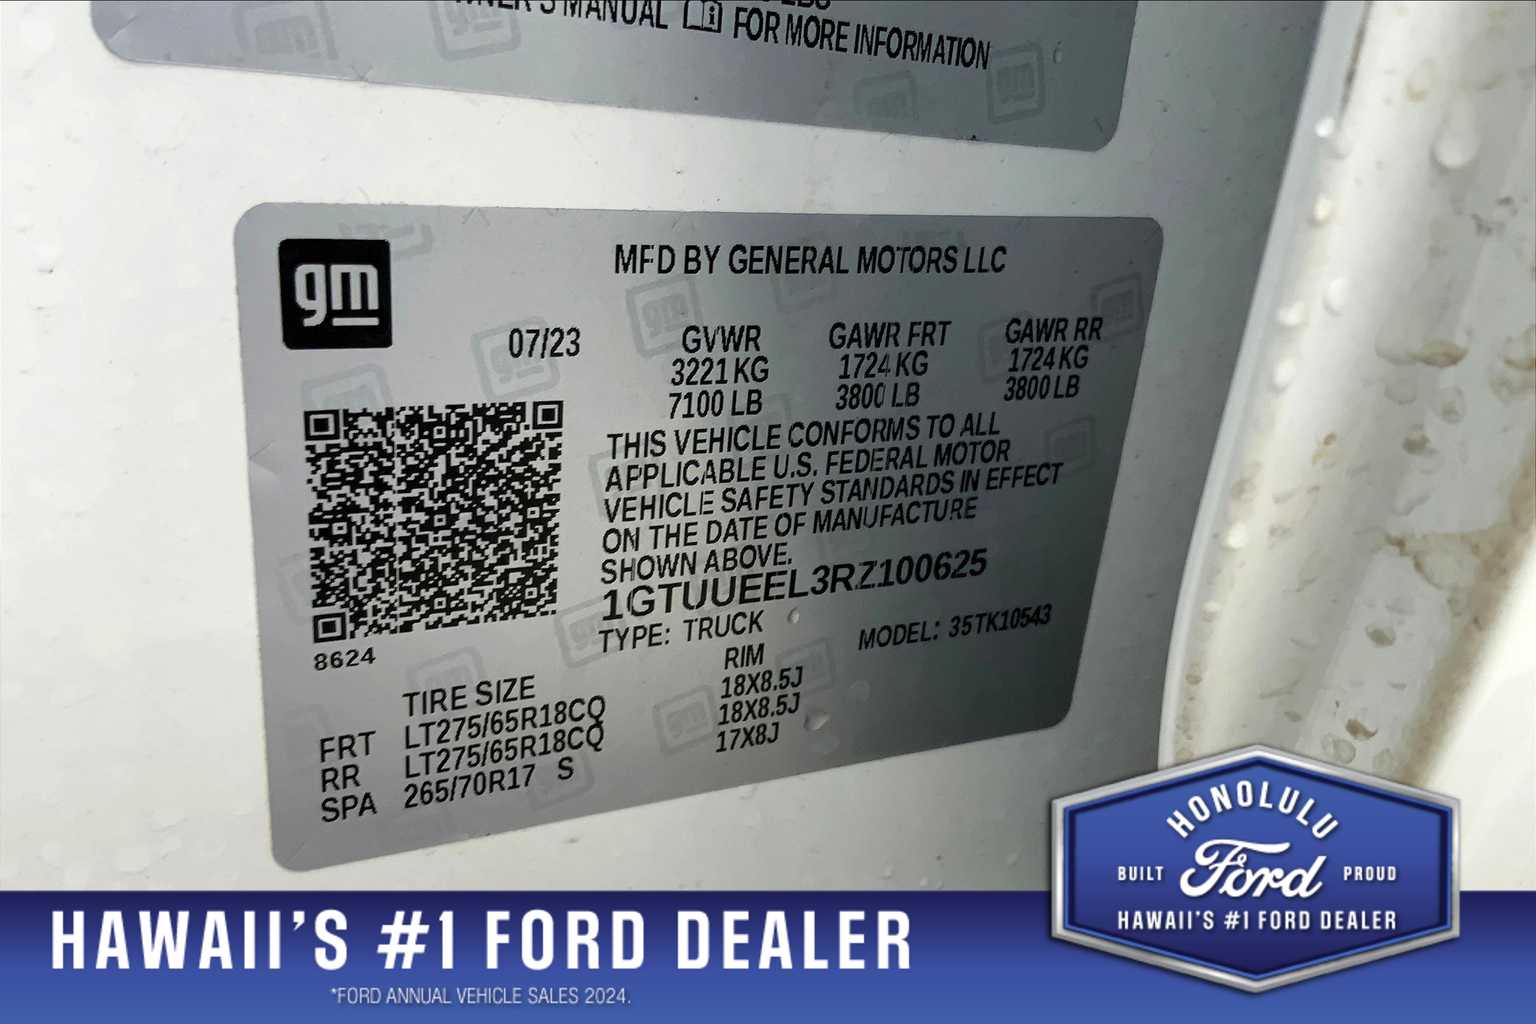 OWNER'S MANUAL FOR MORE INFORMATION
gm
MFD BY GENERAL MOTORS LLC
07/23 GVWR GAWR FRT GAWR RR
3221 KG 1724 KG 1724 KG
7100 LB 3800 LB 3800 LB
THIS VEHICLE CONFORMS TO ALL
APPLICABLE U.S. FEDERAL MOTOR
VEHICLE SAFETY STANDARDS IN EFFECT
ON THE DATE OF MANUFACTURE
SHOWN ABOVE.
1GTUUEEL3RZ100625
TYPE: TRUCK MODEL: 35TK10543
8624
TIRE SIZE RIM
FRT LT275/65R18CQ 18X8.5J
RR LT275/65R18CQ 18X8.5J
SPA 265/70R17 S 17X8J
HONOLULU
BUILT Ford PROUD
HAWAII'S #1 FORD DEALER
HAWAII'S #1 FORD DEALER
*FORD ANNUAL VEHICLE SALES 2024.